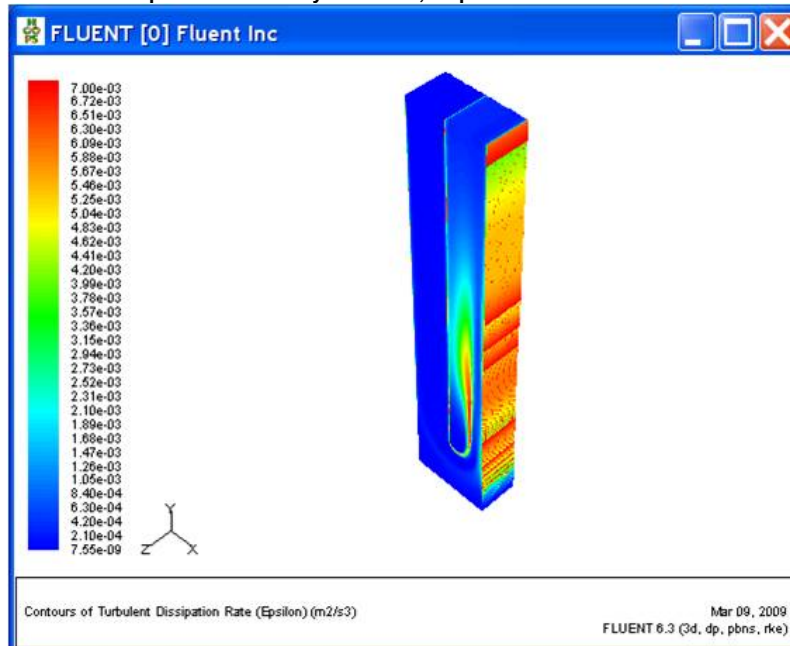 FLUENT [0] Fluent Inc
7.00e-03
6.72e-03
6.51e-03
6.30e-03
6.09e-03
5.88e-03
5.67e-03
5.46e-03
5.25e-03
5.04e-03
4.83e-03
4.62e-03
4.41e-03
4.20e-03
3.99e-03
3.78e-03
3.57e-03
3.36e-03
3.15e-03
2.94e-03
2.73e-03
2.52e-03
2.31e-03
2.10e-03
1.89e-03
1.68e-03
1.47e-03
1.26e-03
1.05e-03
8.40e-04
6.30e-04
4.20e-04
2.10e-04
7.55e-09
Y
Z X
Contours of Turbulent Dissipation Rate (Epsilon) (m2/s3)
Mar 09, 2009
FLUENT 6.3 (3d, dp, pbns, rke)